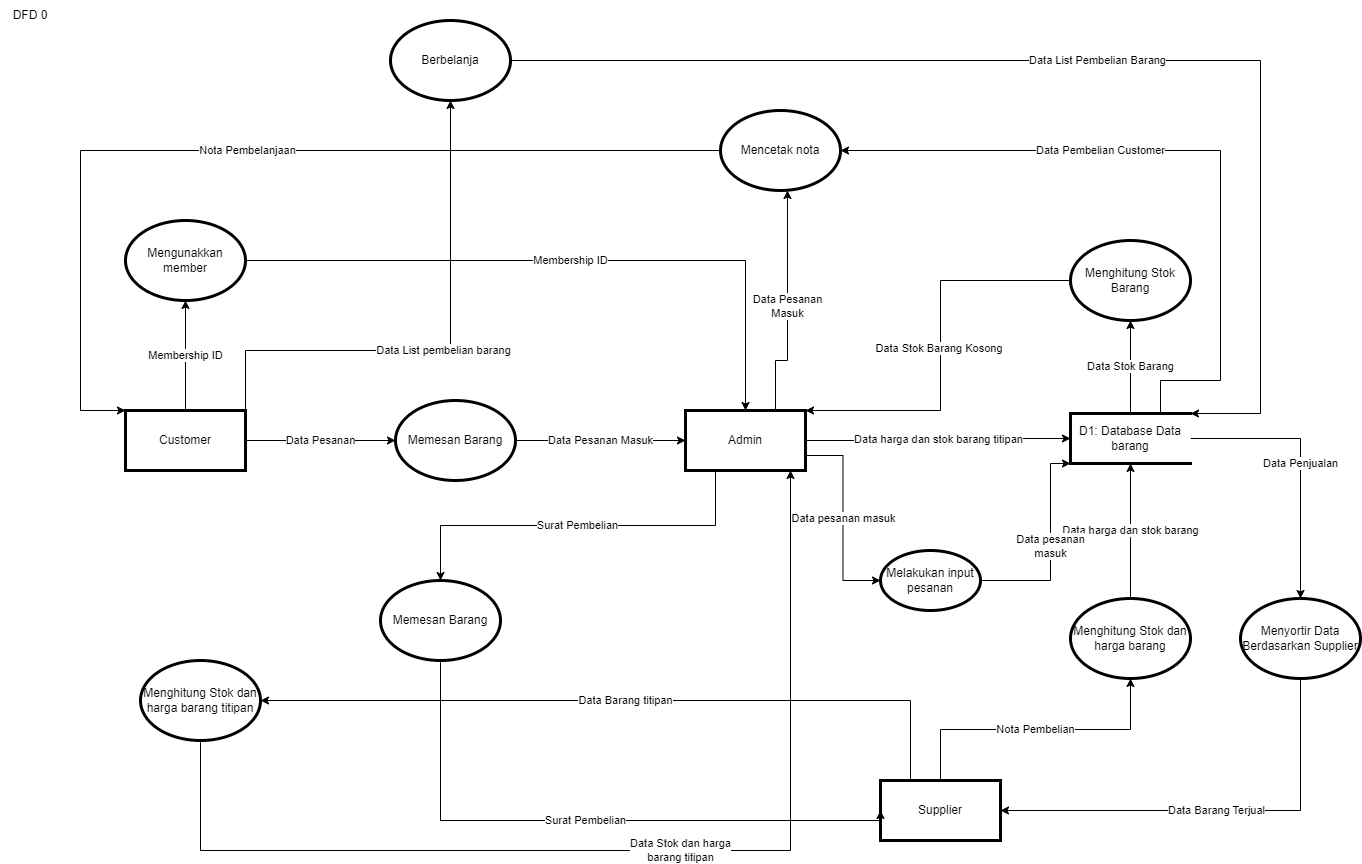 DFD 0
Berbelanja
Data List Pembelian Barang
Mencetak nota
Nota Pembelanjaan
Data Pembelian Customer
Mengunakkan
member
Membership ID
Menghitung Stok
Barang
Data Pesanan
Masuk
Membership ID
Data List pembelian barang
Data Stok Barang Kosong
Data Stok Barang
Customer
Data Pesanan
Memesan Barang
Data Pesanan Masuk
Admin
Data harga dan stok barang titipan
D1: Database Data
barang
Data Penjualan
Surat Pembelian
Data pesanan masuk
Data harga dan stok barang
Data pesanan
masuk
Melakukan input
pesanan
Memesan Barang
Menghitung Stok dan
harga barang
Menyortir Data
Berdasarkan Supplier
Menghitung Stok dan
harga barang titipan
Data Barang titipan
Nota Pembelian
Supplier
Data Barang Terjual
Surat Pembelian
Data Stok dan harga
barang titipan